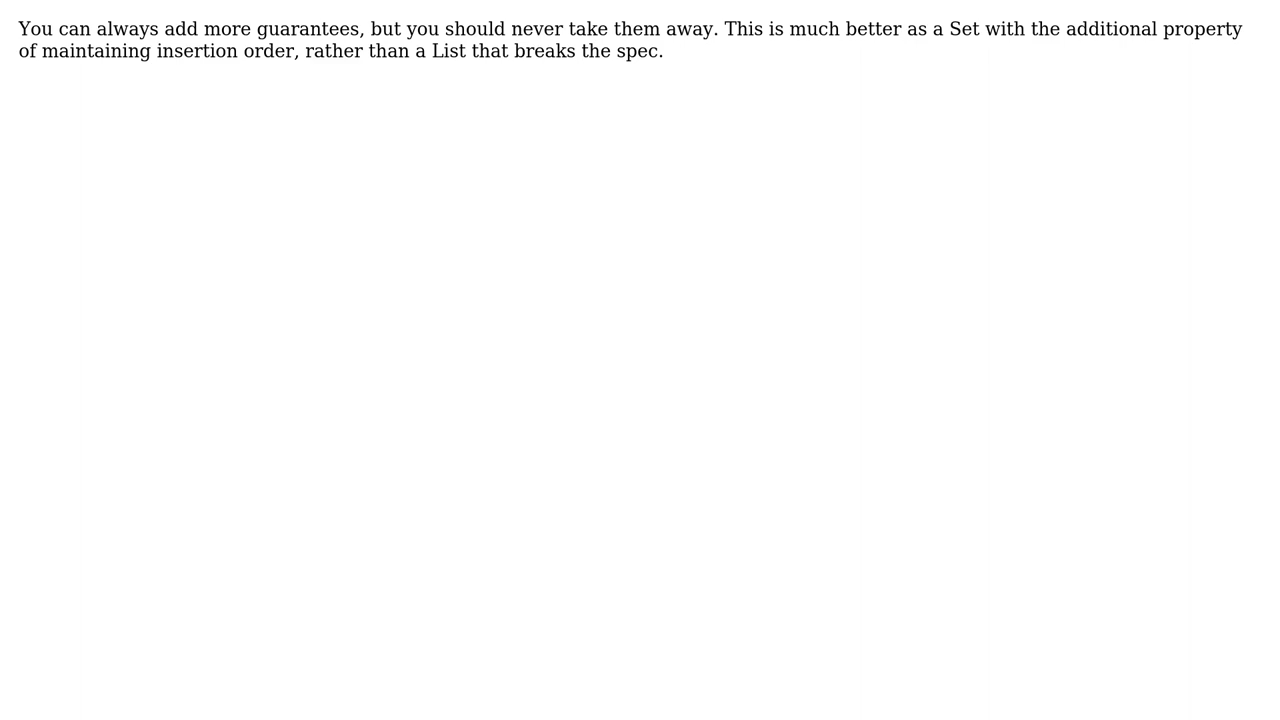 You can always add more guarantees, but you should never take them away. This is much better as a Set with the additional property
of maintaining insertion order, rather than a List that breaks the spec.